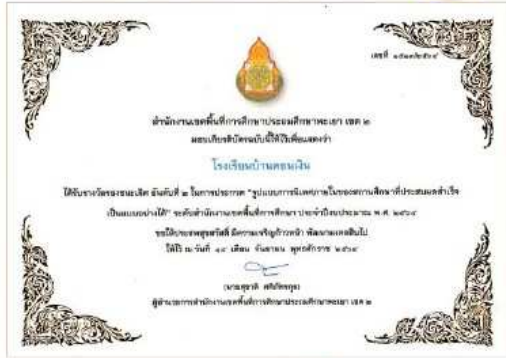 สำนักงานเขตพื้นที่การศึกษาประถมศึกษาพะเยา เขต ๒
มอบเกียรติบัตรฉบับนี้ให้ไว้เพื่อแสดงว่า
โรงเรียนบ้านดอนเงิน
ได้รับรางวัลรองชนะเลิศ อันดับที่ ๒ ในการประกวด "รูปแบบการนิเทศภายในของสถานศึกษาที่ประสบผลสำเร็จ
เป็นแบบอย่างได้" ระดับสำนักงานเขตพื้นที่การศึกษา ประจำปีงบประมาณ พ.ศ. ๒๕๖๔
ขอให้ประสพสุขสวัสดิ์ มีความเจริญก้าวหน้า พัฒนาตลอดไป
ให้ไว้ ณ วันที่ เดือน กันยายน พุทธศักราช ๒๕๖๔
ผู้อำนวยการสำนักงานเขตพื้นที่การศึกษาประถมศึกษาพะเยา เขต ๒